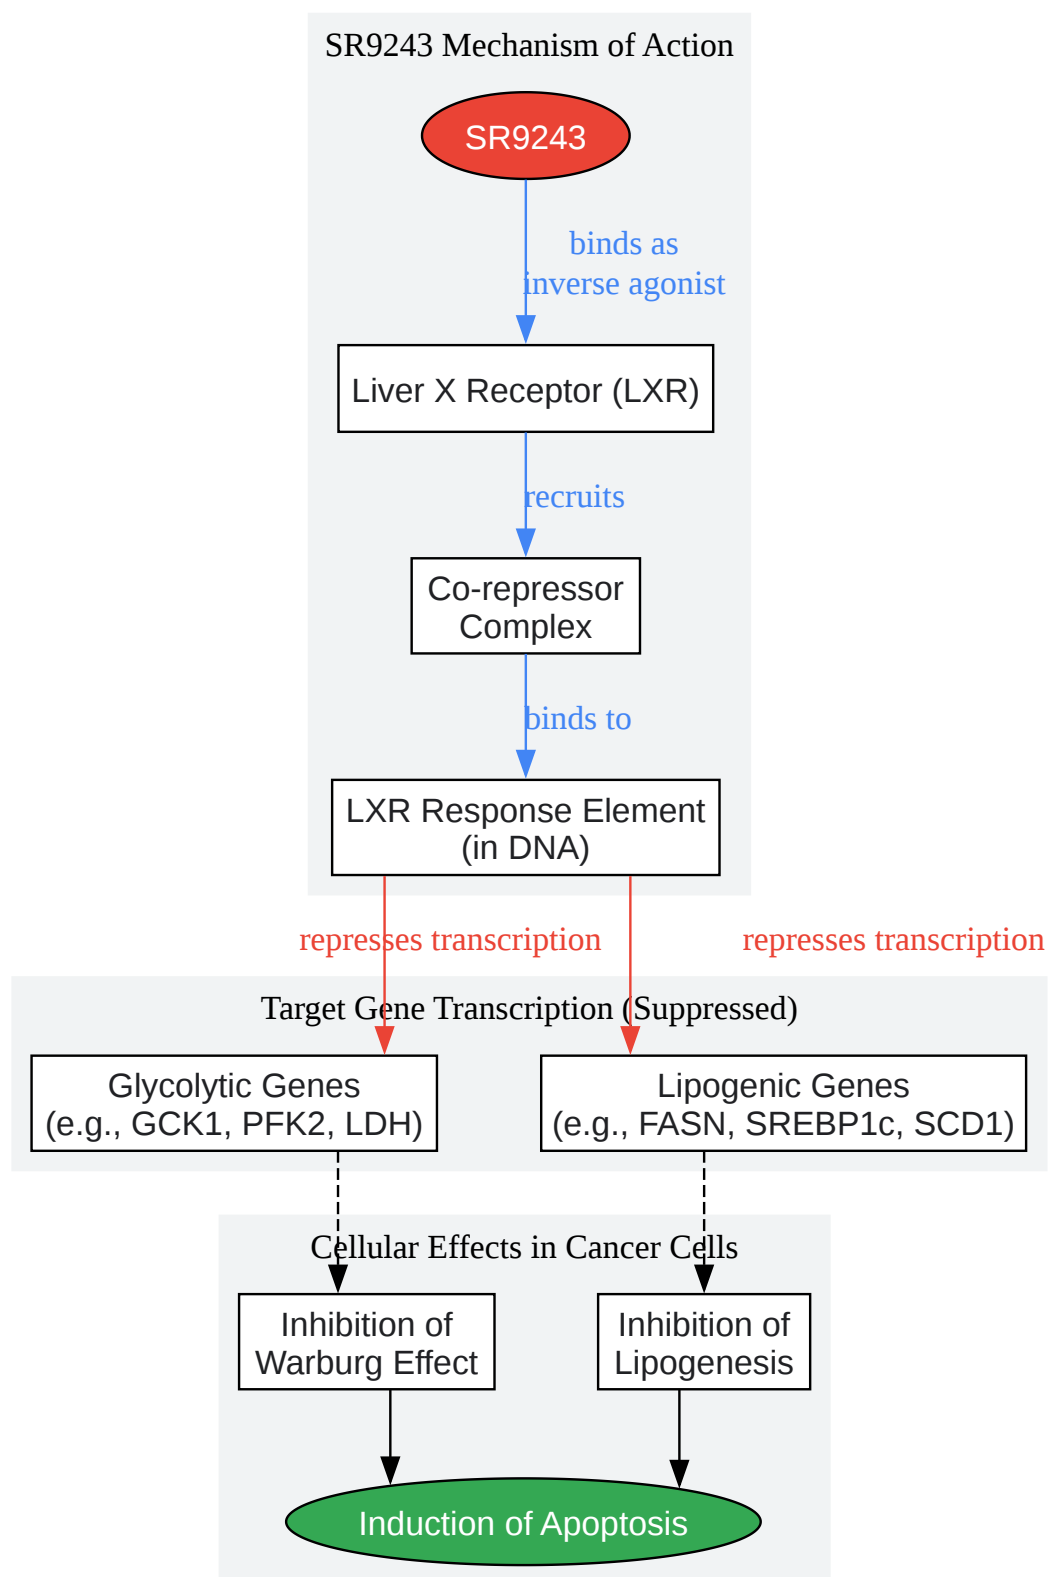 SR9243 Mechanism of Action
SR9243
binds as
inverse agonist
Liver X Receptor (LXR)
recruits
Co-repressor
Complex
binds to
LXR Response Element
(in DNA)
represses transcription
represses transcription
Target Gene Transcription (Suppressed)
Glycolytic Genes
(e.g., GCK1, PFK2, LDH)
Lipogenic Genes
(e.g., FASN, SREBP1c, SCD1)
Cellular Effects in Cancer Cells
Inhibition of
Warburg Effect
Inhibition of
Lipogenesis
Induction of Apoptosis